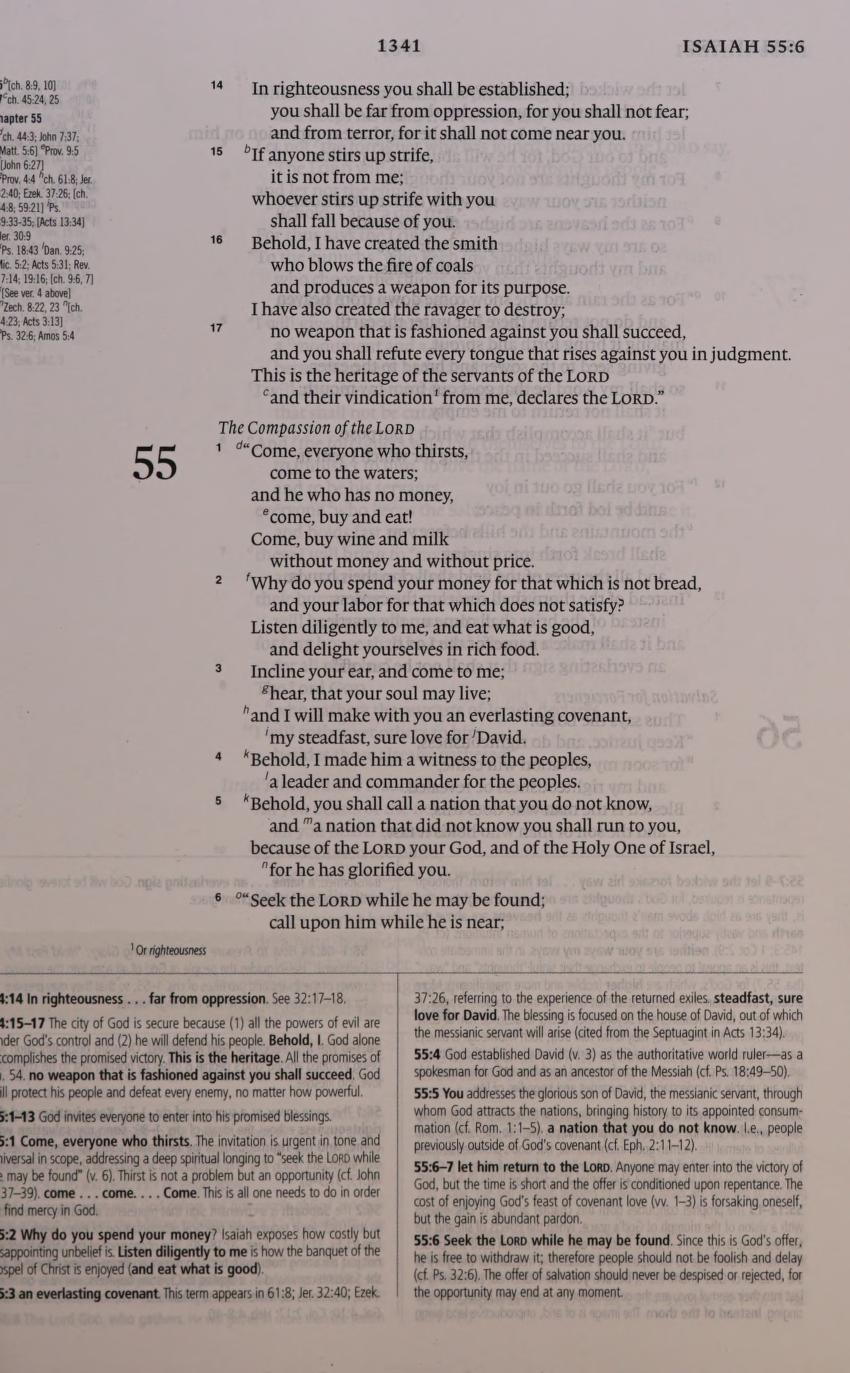 1341
ISAIAH 55:6
[ch. 8:9, 10]
ch. 45:24, 25
55
ch. 44:3; John 7:37;
Matt. 5:6] ᵉProv. 9:5
[John 6:27]
Prov. 4:4 ʰch. 61:8; Jer.
2:40; Ezek. 37:26; [ch.
4:8; 59:21] ⁱPs.
9:33-35; [Acts 13:34]
30:9
Ps. 18:43 ˡDan. 9:25;
5:2; Acts 5:31; Rev.
7:14; 19:16; [ch. 9:6, 7]
[See ver. 4 above]
Zech. 8:22, 23 ⁿ[ch.
4:23; Acts 3:13]
Ps. 32:6; Amos 5:4
14 In righteousness you shall be established;
you shall be far from oppression, for you shall not fear;
and from terror, for it shall not come near you.
15 ᵇIf anyone stirs up strife,
it is not from me;
whoever stirs up strife with you
shall fall because of you.
16 Behold, I have created the smith
who blows the fire of coals
and produces a weapon for its purpose.
I have also created the ravager to destroy;
17 no weapon that is fashioned against you shall succeed,
and you shall refute every tongue that rises against you in judgment.
This is the heritage of the servants of the LORD
ᶜand their vindication¹ from me, declares the LORD.”
The Compassion of the LORD
55
1 ᵈ“Come, everyone who thirsts,
come to the waters;
and he who has no money,
ᵉcome, buy and eat!
Come, buy wine and milk
without money and without price.
2 ᶠWhy do you spend your money for that which is not bread,
and your labor for that which does not satisfy?
Listen diligently to me, and eat what is good,
and delight yourselves in rich food.
3 Incline your ear, and come to me;
ᵍhear, that your soul may live;
ʰand I will make with you an everlasting covenant,
ⁱmy steadfast, sure love for ʲDavid.
4 ᵏBehold, I made him a witness to the peoples,
ˡa leader and commander for the peoples.
5 ᵏBehold, you shall call a nation that you do not know,
and ᵐa nation that did not know you shall run to you,
because of the LORD your God, and of the Holy One of Israel,
ⁿfor he has glorified you.
6 ᵒ“Seek the LORD while he may be found;
call upon him while he is near;
¹ Or righteousness
4:14 In righteousness . . . far from oppression. See 32:17–18.
4:15–17 The city of God is secure because (1) all the powers of evil are
God's control and (2) he will defend his people. Behold, I. God alone
the promised victory. This is the heritage. All the promises of
54. no weapon that is fashioned against you shall succeed. God
protect his people and defeat every enemy, no matter how powerful.
5:1–13 God invites everyone to enter into his promised blessings.
5:1 Come, everyone who thirsts. The invitation is urgent in tone and
in scope, addressing a deep spiritual longing to “seek the LORD while
may be found” (v. 6). Thirst is not a problem but an opportunity (cf. John
37–39). come . . . come. . . . Come. This is all one needs to do in order
find mercy in God.
5:2 Why do you spend your money? Isaiah exposes how costly but
unbelief is. Listen diligently to me is how the banquet of the
of Christ is enjoyed (and eat what is good).
5:3 an everlasting covenant. This term appears in 61:8; Jer. 32:40; Ezek.
37:26, referring to the experience of the returned exiles. steadfast, sure
love for David. The blessing is focused on the house of David, out of which
the messianic servant will arise (cited from the Septuagint in Acts 13:34).
55:4 God established David (v. 3) as the authoritative world ruler—as a
spokesman for God and as an ancestor of the Messiah (cf. Ps. 18:49–50).
55:5 You addresses the glorious son of David, the messianic servant, through
whom God attracts the nations, bringing history to its appointed consum-
mation (cf. Rom. 1:1–5). a nation that you do not know. I.e., people
previously outside of God's covenant (cf. Eph. 2:11–12).
55:6–7 let him return to the LORD. Anyone may enter into the victory of
God, but the time is short and the offer is conditioned upon repentance. The
cost of enjoying God's feast of covenant love (vv. 1–3) is forsaking oneself,
but the gain is abundant pardon.
55:6 Seek the LORD while he may be found. Since this is God's offer,
he is free to withdraw it; therefore people should not be foolish and delay
(cf. Ps. 32:6). The offer of salvation should never be despised or rejected, for
the opportunity may end at any moment.